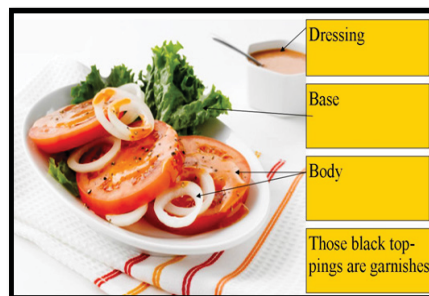 Dressing
Base
Body
Those black top-
pings are garnishes